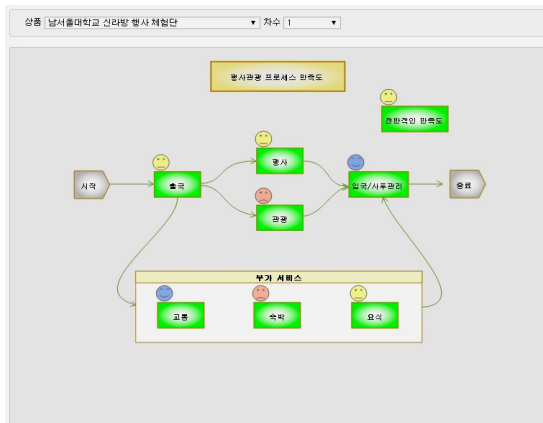 상품 남서울대학교 신라방 행사 체험단 차수 1
행사관광 프로세스 만족도
전반적인 만족도
행사
시작
출국
입국/사후관리
종료
관광
부가 서비스
교통
숙박
요식